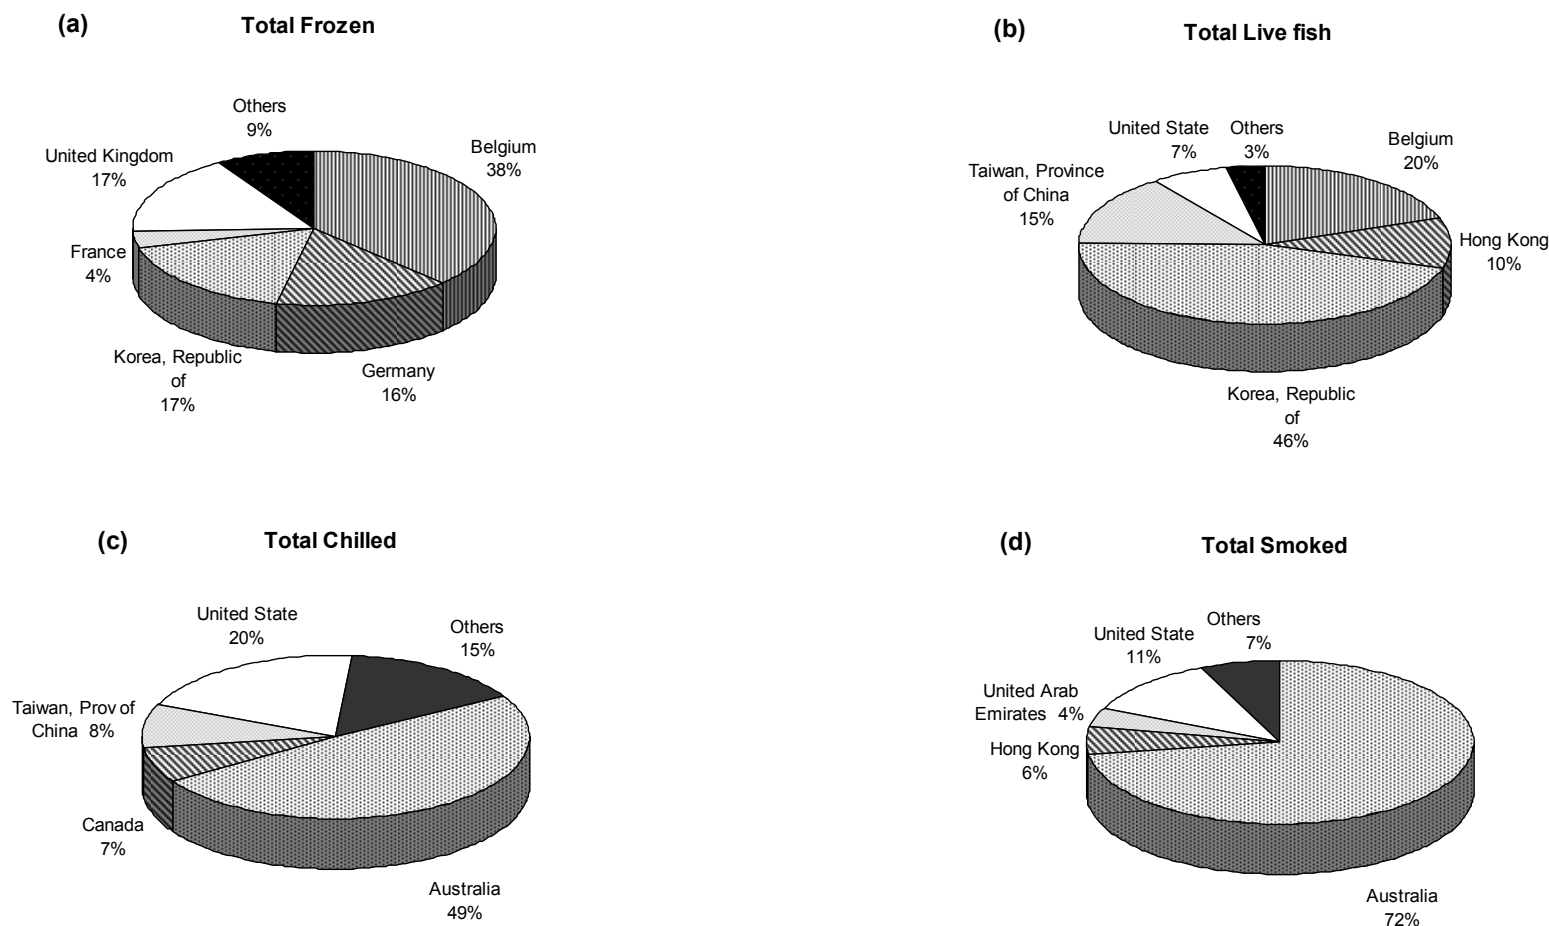 (a)
Total Frozen
Others
9%
Belgium
38%
United Kingdom
17%
France
4%
Korea, Republic
of
17%
Germany
16%
(b)
Total Live fish
United State
7%
Others
3%
Belgium
20%
Taiwan, Province
of China
15%
Hong Kong
10%
Korea, Republic
of
46%
(c)
Total Chilled
United State
20%
Others
15%
Taiwan, Prov of
China 8%
Canada
7%
Australia
49%
(d)
Total Smoked
Others
7%
United State
11%
United Arab
Emirates 4%
Hong Kong
6%
Australia
72%